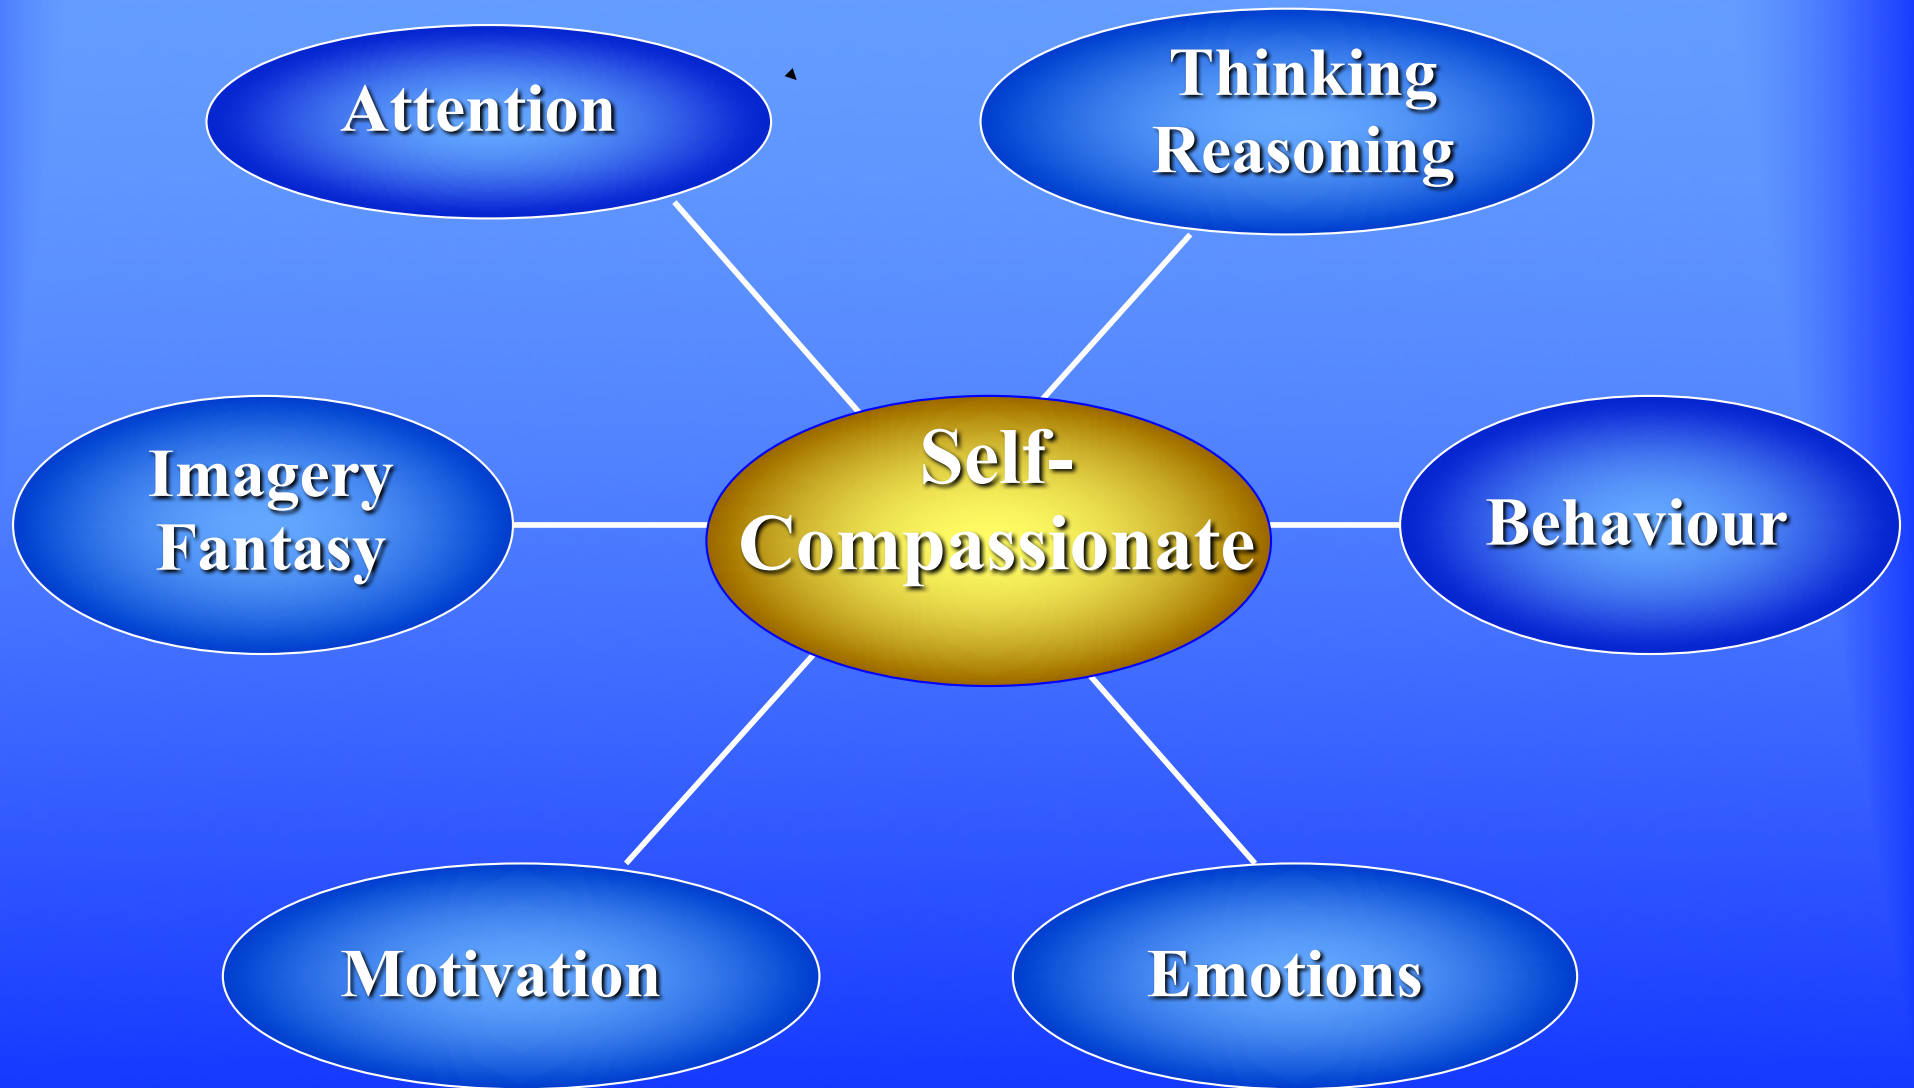 Attention
Thinking
Reasoning
Imagery
Fantasy
Self-
Compassionate
Behaviour
Motivation
Emotions